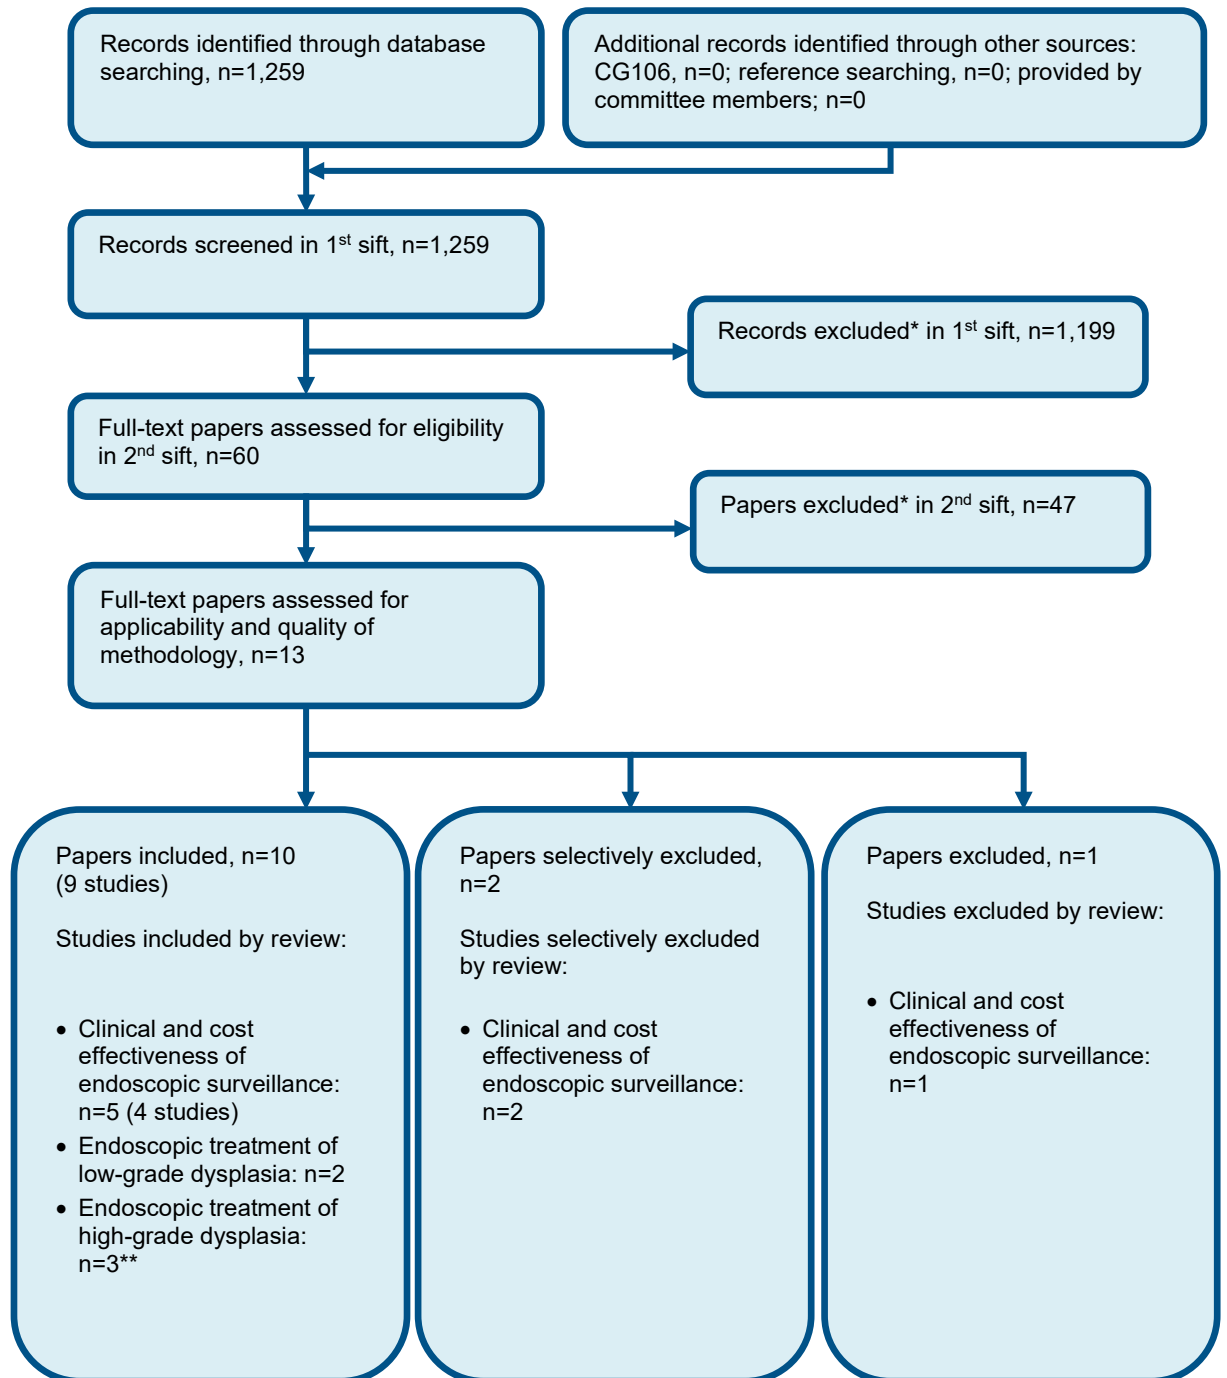 Records identified through database
searching, n=1,259
Additional records identified through other sources:
CG106, n=0; reference searching, n=0; provided by
committee members; n=0
Records screened in 1st sift, n=1,259
Records excluded* in 1st sift, n=1,199
Full-text papers assessed for eligibility
in 2nd sift, n=60
Papers excluded* in 2nd sift, n=47
Full-text papers assessed for
applicability and quality of
methodology, n=13
Papers included, n=10
(9 studies)
Studies included by review:
• Clinical and cost
effectiveness of
endoscopic surveillance:
n=5 (4 studies)
• Endoscopic treatment of
low-grade dysplasia: n=2
• Endoscopic treatment of
high-grade dysplasia:
n=3**
Papers selectively excluded,
n=2
Studies selectively excluded
by review:
• Clinical and cost
effectiveness of
endoscopic surveillance:
n=2
Papers excluded, n=1
Studies excluded by review:
• Clinical and cost
effectiveness of
endoscopic surveillance:
n=1